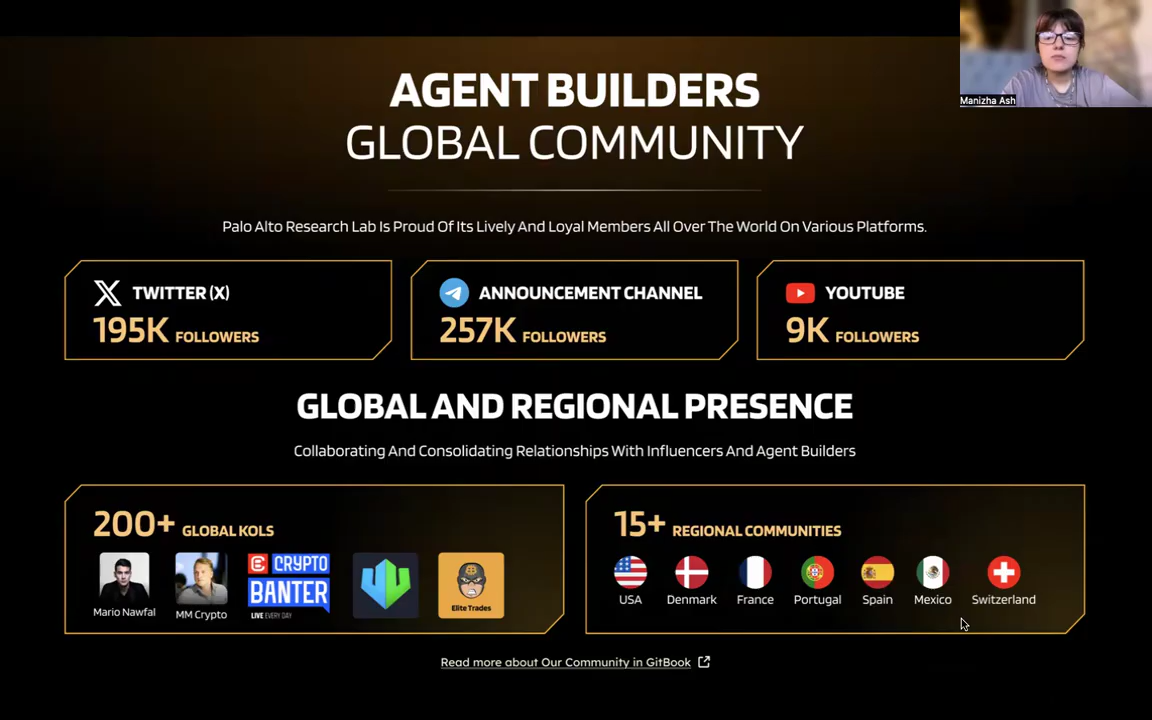 Manizha Ash
AGENT BUILDERS
GLOBAL COMMUNITY
Palo Alto Research Lab Is Proud Of Its Lively And Loyal Members All Over The World On Various Platforms.
TWITTER (X)
195K FOLLOWERS
ANNOUNCEMENT CHANNEL
257K FOLLOWERS
YOUTUBE
9K FOLLOWERS
GLOBAL AND REGIONAL PRESENCE
Collaborating And Consolidating Relationships With Influencers And Agent Builders
200+ GLOBAL KOLS
Mario Nawfal
MM Crypto
CRYPTO
BANTER
LIVE EVERY DAY
Elite Trades
15+ REGIONAL COMMUNITIES
USA
Denmark
France
Portugal
Spain
Mexico
Switzerland
Read more about Our Community in GitBook